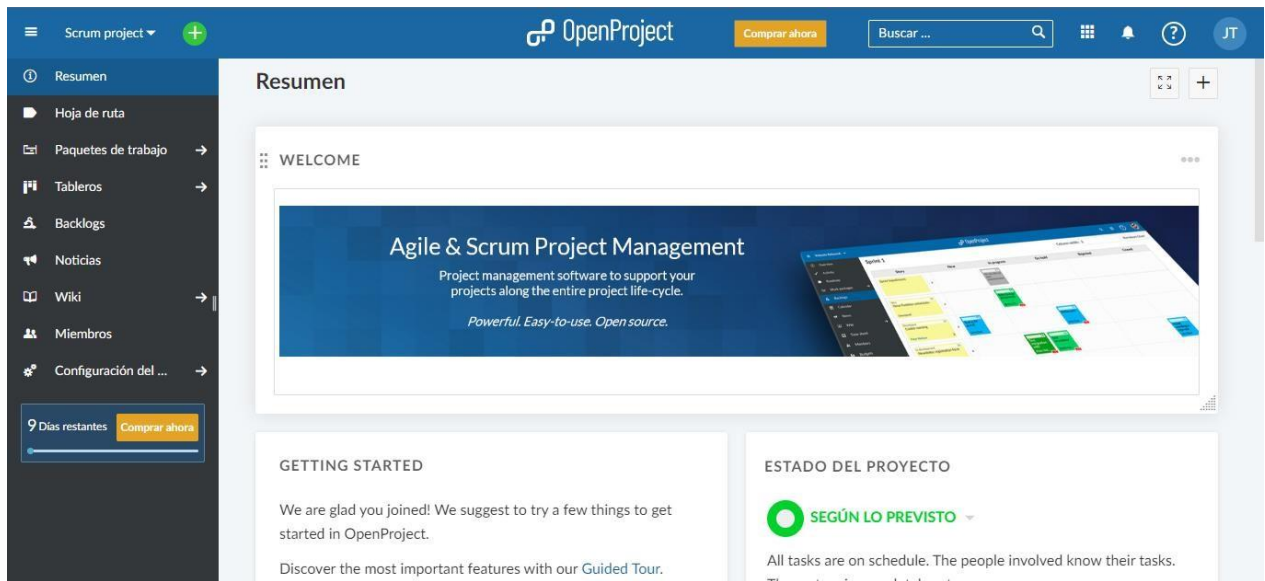 Scrum project
OpenProject
Comprar ahora
Buscar ...
JT
Resumen
Hoja de ruta
Paquetes de trabajo
Tableros
Backlogs
Noticias
Wiki
Miembros
Configuración del ...
9 Días restantes
Comprar ahora
Resumen
WELCOME
Agile & Scrum Project Management
Project management software to support your
projects along the entire project life-cycle.
Powerful. Easy-to-use. Open source.
OpenProject
Sprint 1
GETTING STARTED
We are glad you joined! We suggest to try a few things to get
started in OpenProject.
Discover the most important features with our Guided Tour.
ESTADO DEL PROYECTO
SEGÚN LO PREVISTO
All tasks are on schedule. The people involved know their tasks.